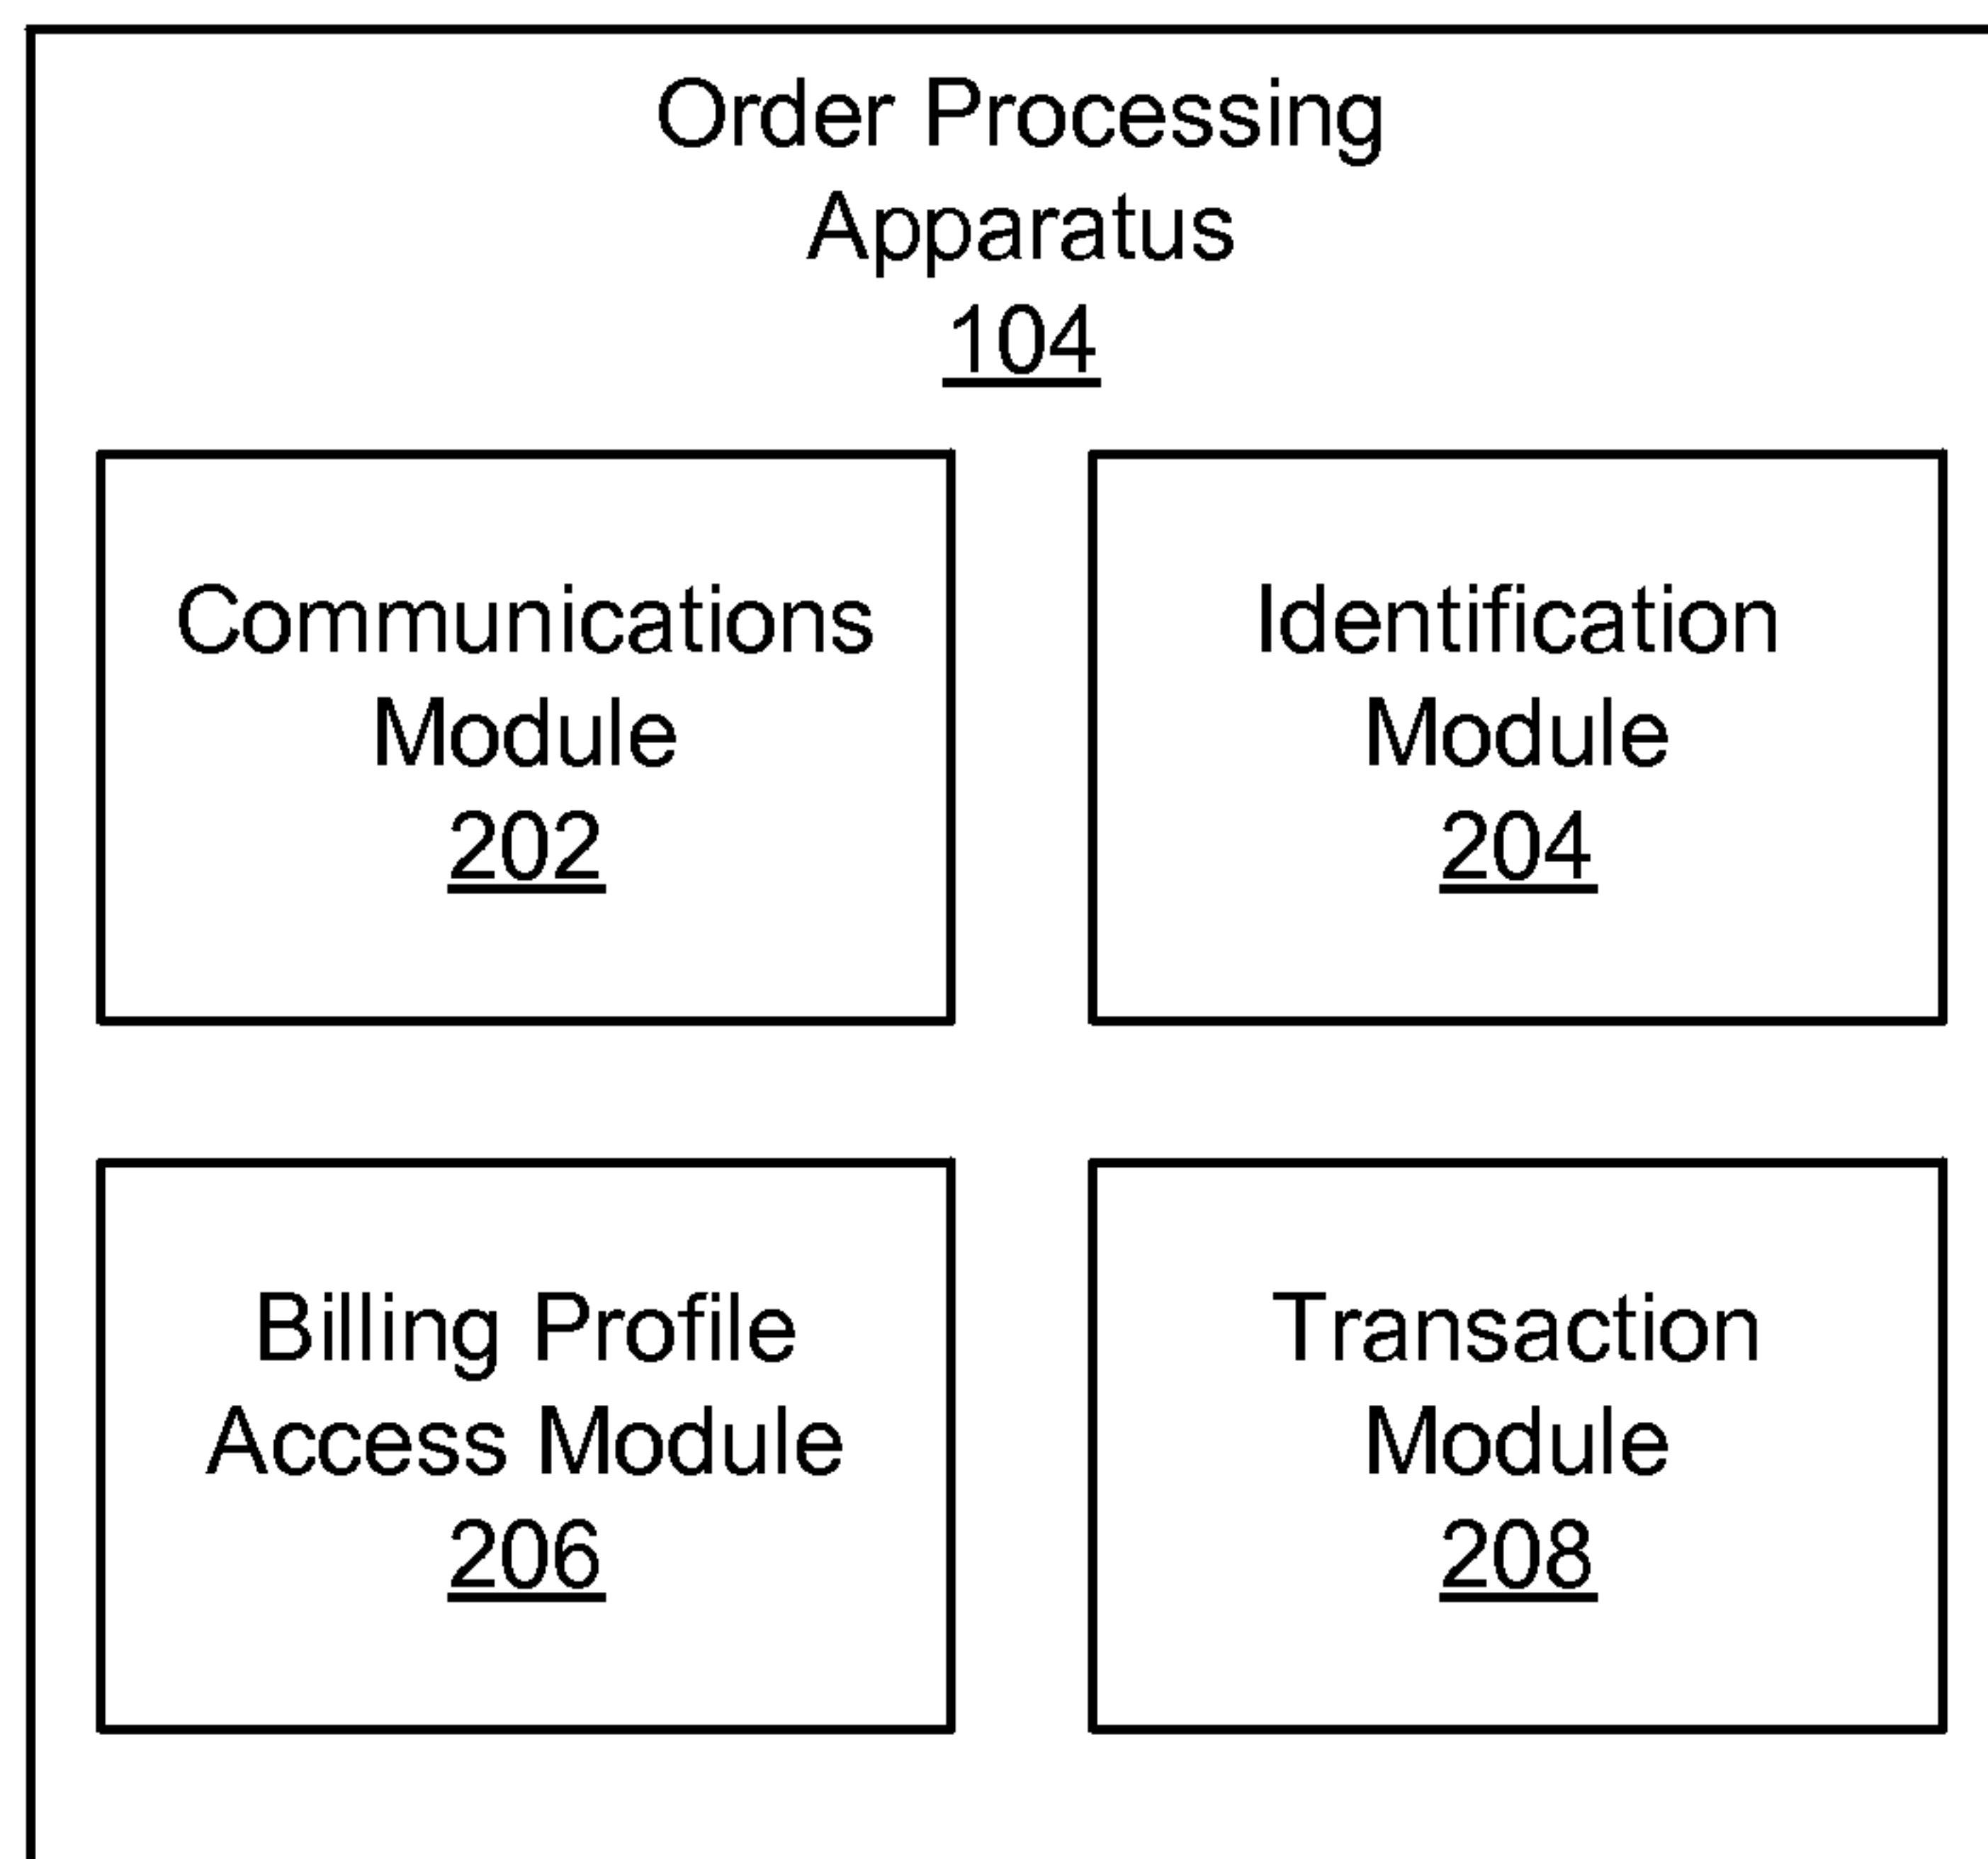 Order Processing
Apparatus
104
Communications
Module
202
Identification
Module
204
Billing Profile
Access Module
206
Transaction
Module
208